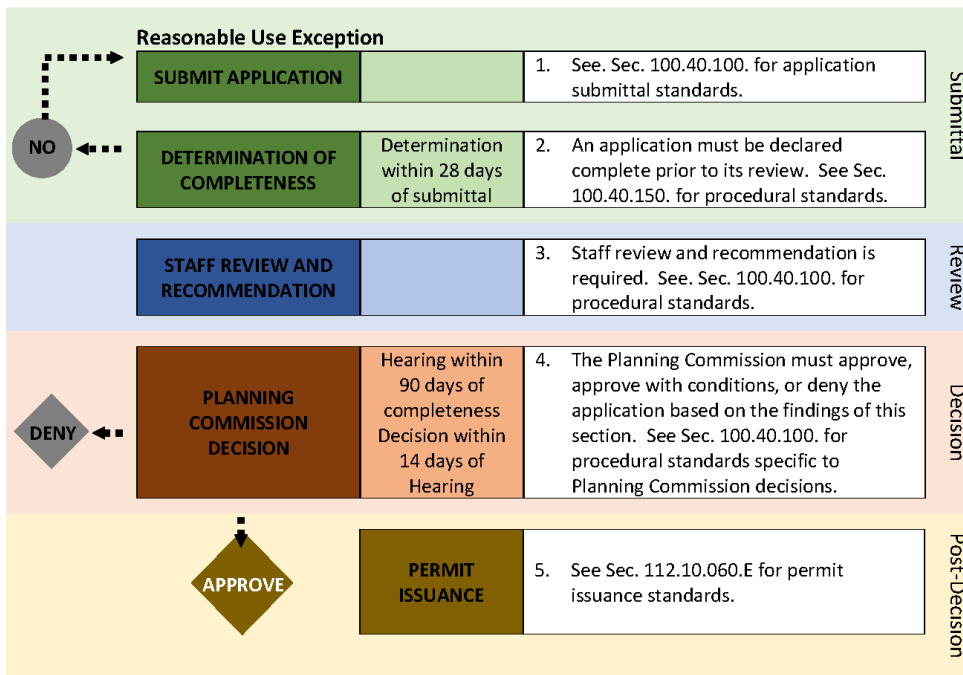 Reasonable Use Exception
SUBMIT APPLICATION
1. See. Sec. 100.40.100. for application
submittal standards.
Submittal
NO
DETERMINATION OF
COMPLETENESS
Determination
within 28 days
of submittal
2. An application must be declared
complete prior to its review. See Sec.
100.40.150. for procedural standards.
STAFF REVIEW AND
RECOMMENDATION
3. Staff review and recommendation is
required. See. Sec. 100.40.100. for
procedural standards.
Review
DENY
PLANNING
COMMISSION
DECISION
Hearing within
90 days of
completeness
Decision within
14 days of
Hearing
4. The Planning Commission must approve,
approve with conditions, or deny the
application based on the findings of this
section. See Sec. 100.40.100. for
procedural standards specific to
Planning Commission decisions.
Decision
APPROVE
PERMIT
ISSUANCE
5. See Sec. 112.10.060.E for permit
issuance standards.
Post-Decision